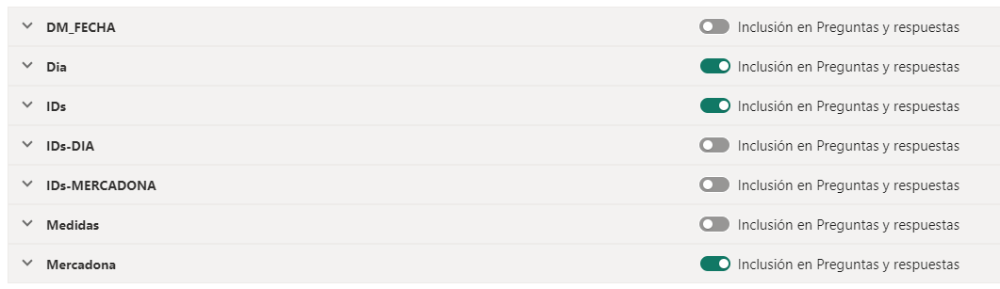 DM_FECHA Inclusión en Preguntas y respuestas
Dia Inclusión en Preguntas y respuestas
IDs Inclusión en Preguntas y respuestas
IDs-DIA Inclusión en Preguntas y respuestas
IDs-MERCADONA Inclusión en Preguntas y respuestas
Medidas Inclusión en Preguntas y respuestas
Mercadona Inclusión en Preguntas y respuestas